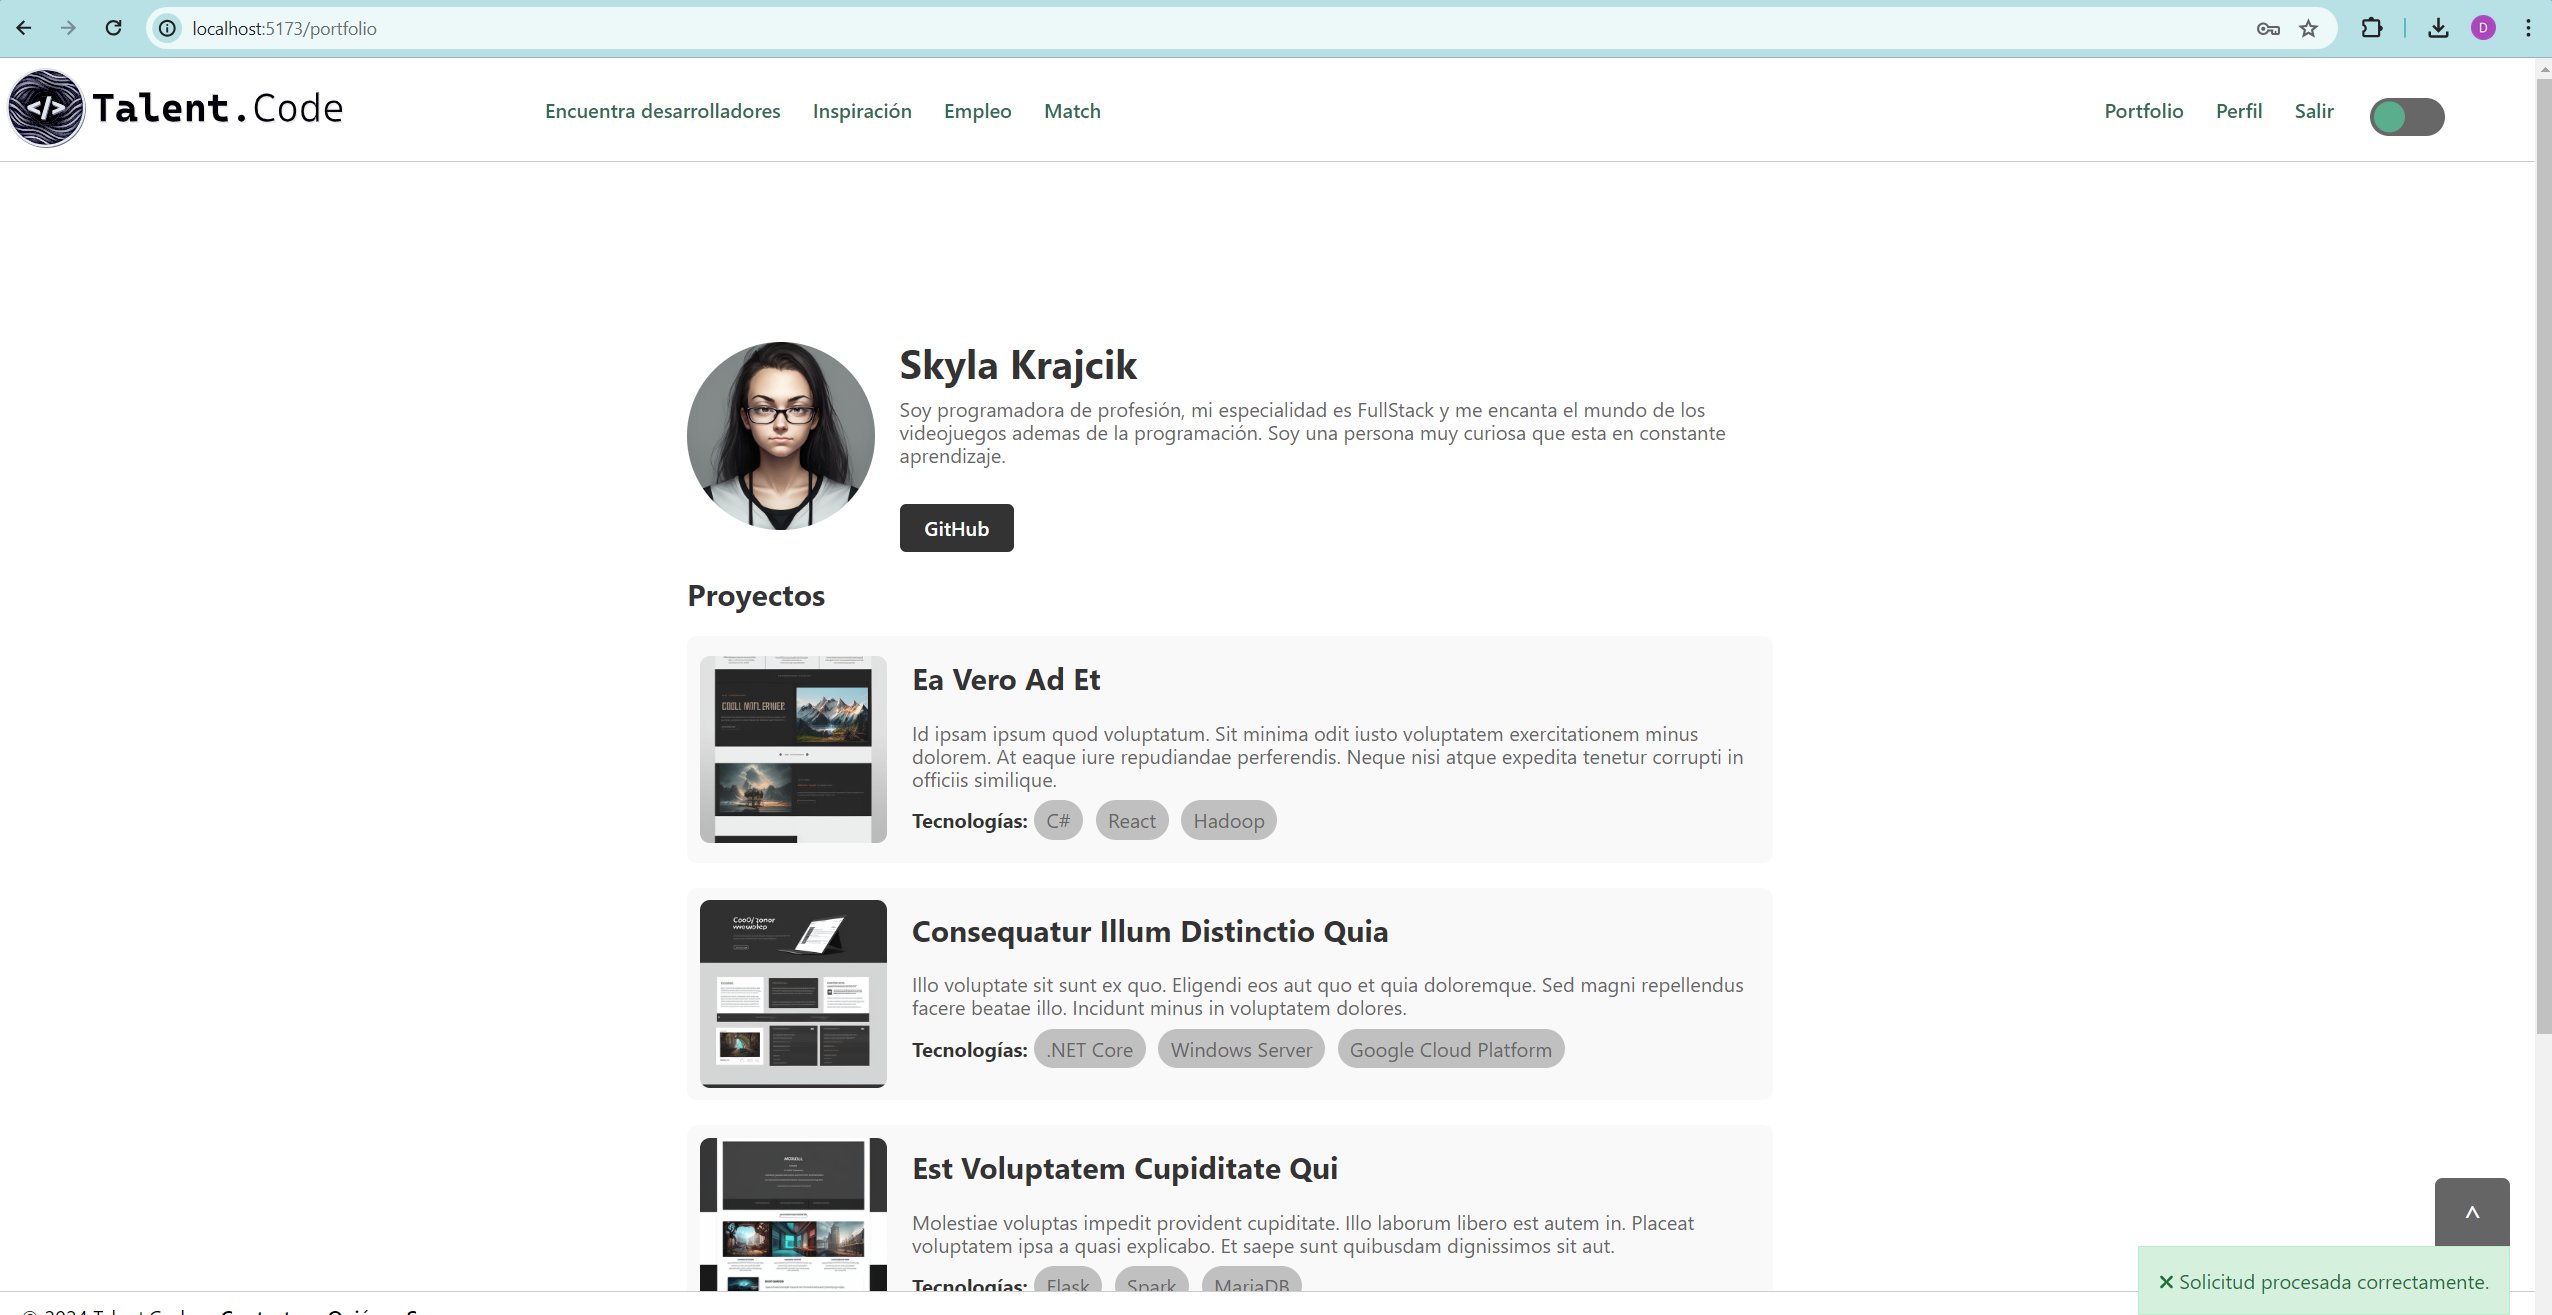 localhost:5173/portfolio
D
</>
Talent.Code
Encuentra desarrolladores Inspiración Empleo Match
Portfolio Perfil Salir
Skyla Krajcik
Soy programadora de profesión, mi especialidad es FullStack y me encanta el mundo de los
videojuegos ademas de la programación. Soy una persona muy curiosa que esta en constante
aprendizaje.
GitHub
Proyectos
Ea Vero Ad Et
Id ipsam ipsum quod voluptatum. Sit minima odit iusto voluptatem exercitationem minus
dolorem. At eaque iure repudiandae perferendis. Neque nisi atque expedita tenetur corrupti in
officiis similique.
Tecnologías: C# React Hadoop
Consequatur Illum Distinctio Quia
Illo voluptate sit sunt ex quo. Eligendi eos aut quo et quia doloremque. Sed magni repellendus
facere beatae illo. Incidunt minus in voluptatem dolores.
Tecnologías: .NET Core Windows Server Google Cloud Platform
Est Voluptatem Cupiditate Qui
Molestiae voluptas impedit provident cupiditate. Illo laborum libero est autem in. Placeat
voluptatem ipsa a quasi explicabo. Et saepe sunt quibusdam dignissimos sit aut.
Tecnologías: Flask Spark MariaDB
^
× Solicitud procesada correctamente.